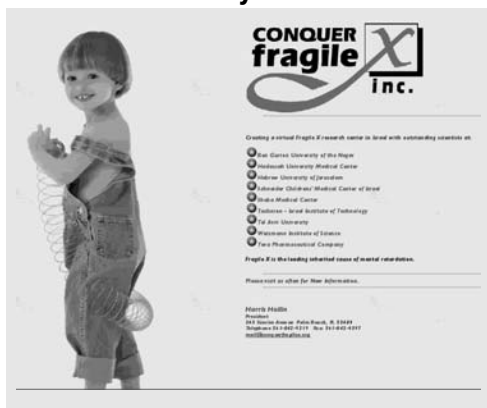 CONQUER
fragile X
inc.
Creating a virtual Fragile X research center in Israel with outstanding scientists at:
Ben Gurion University of the Negev
Hadassah University Medical Center
Hebrew University of Jerusalem
Schneider Childrens' Medical Center of Israel
Sheba Medical Center
Technion – Israel Institute of Technology
Tel Aviv University
Weizmann Institute of Science
Teva Pharmaceutical Company
Fragile X is the leading inherited cause of mental retardation.
Please visit us often for New Information.
President